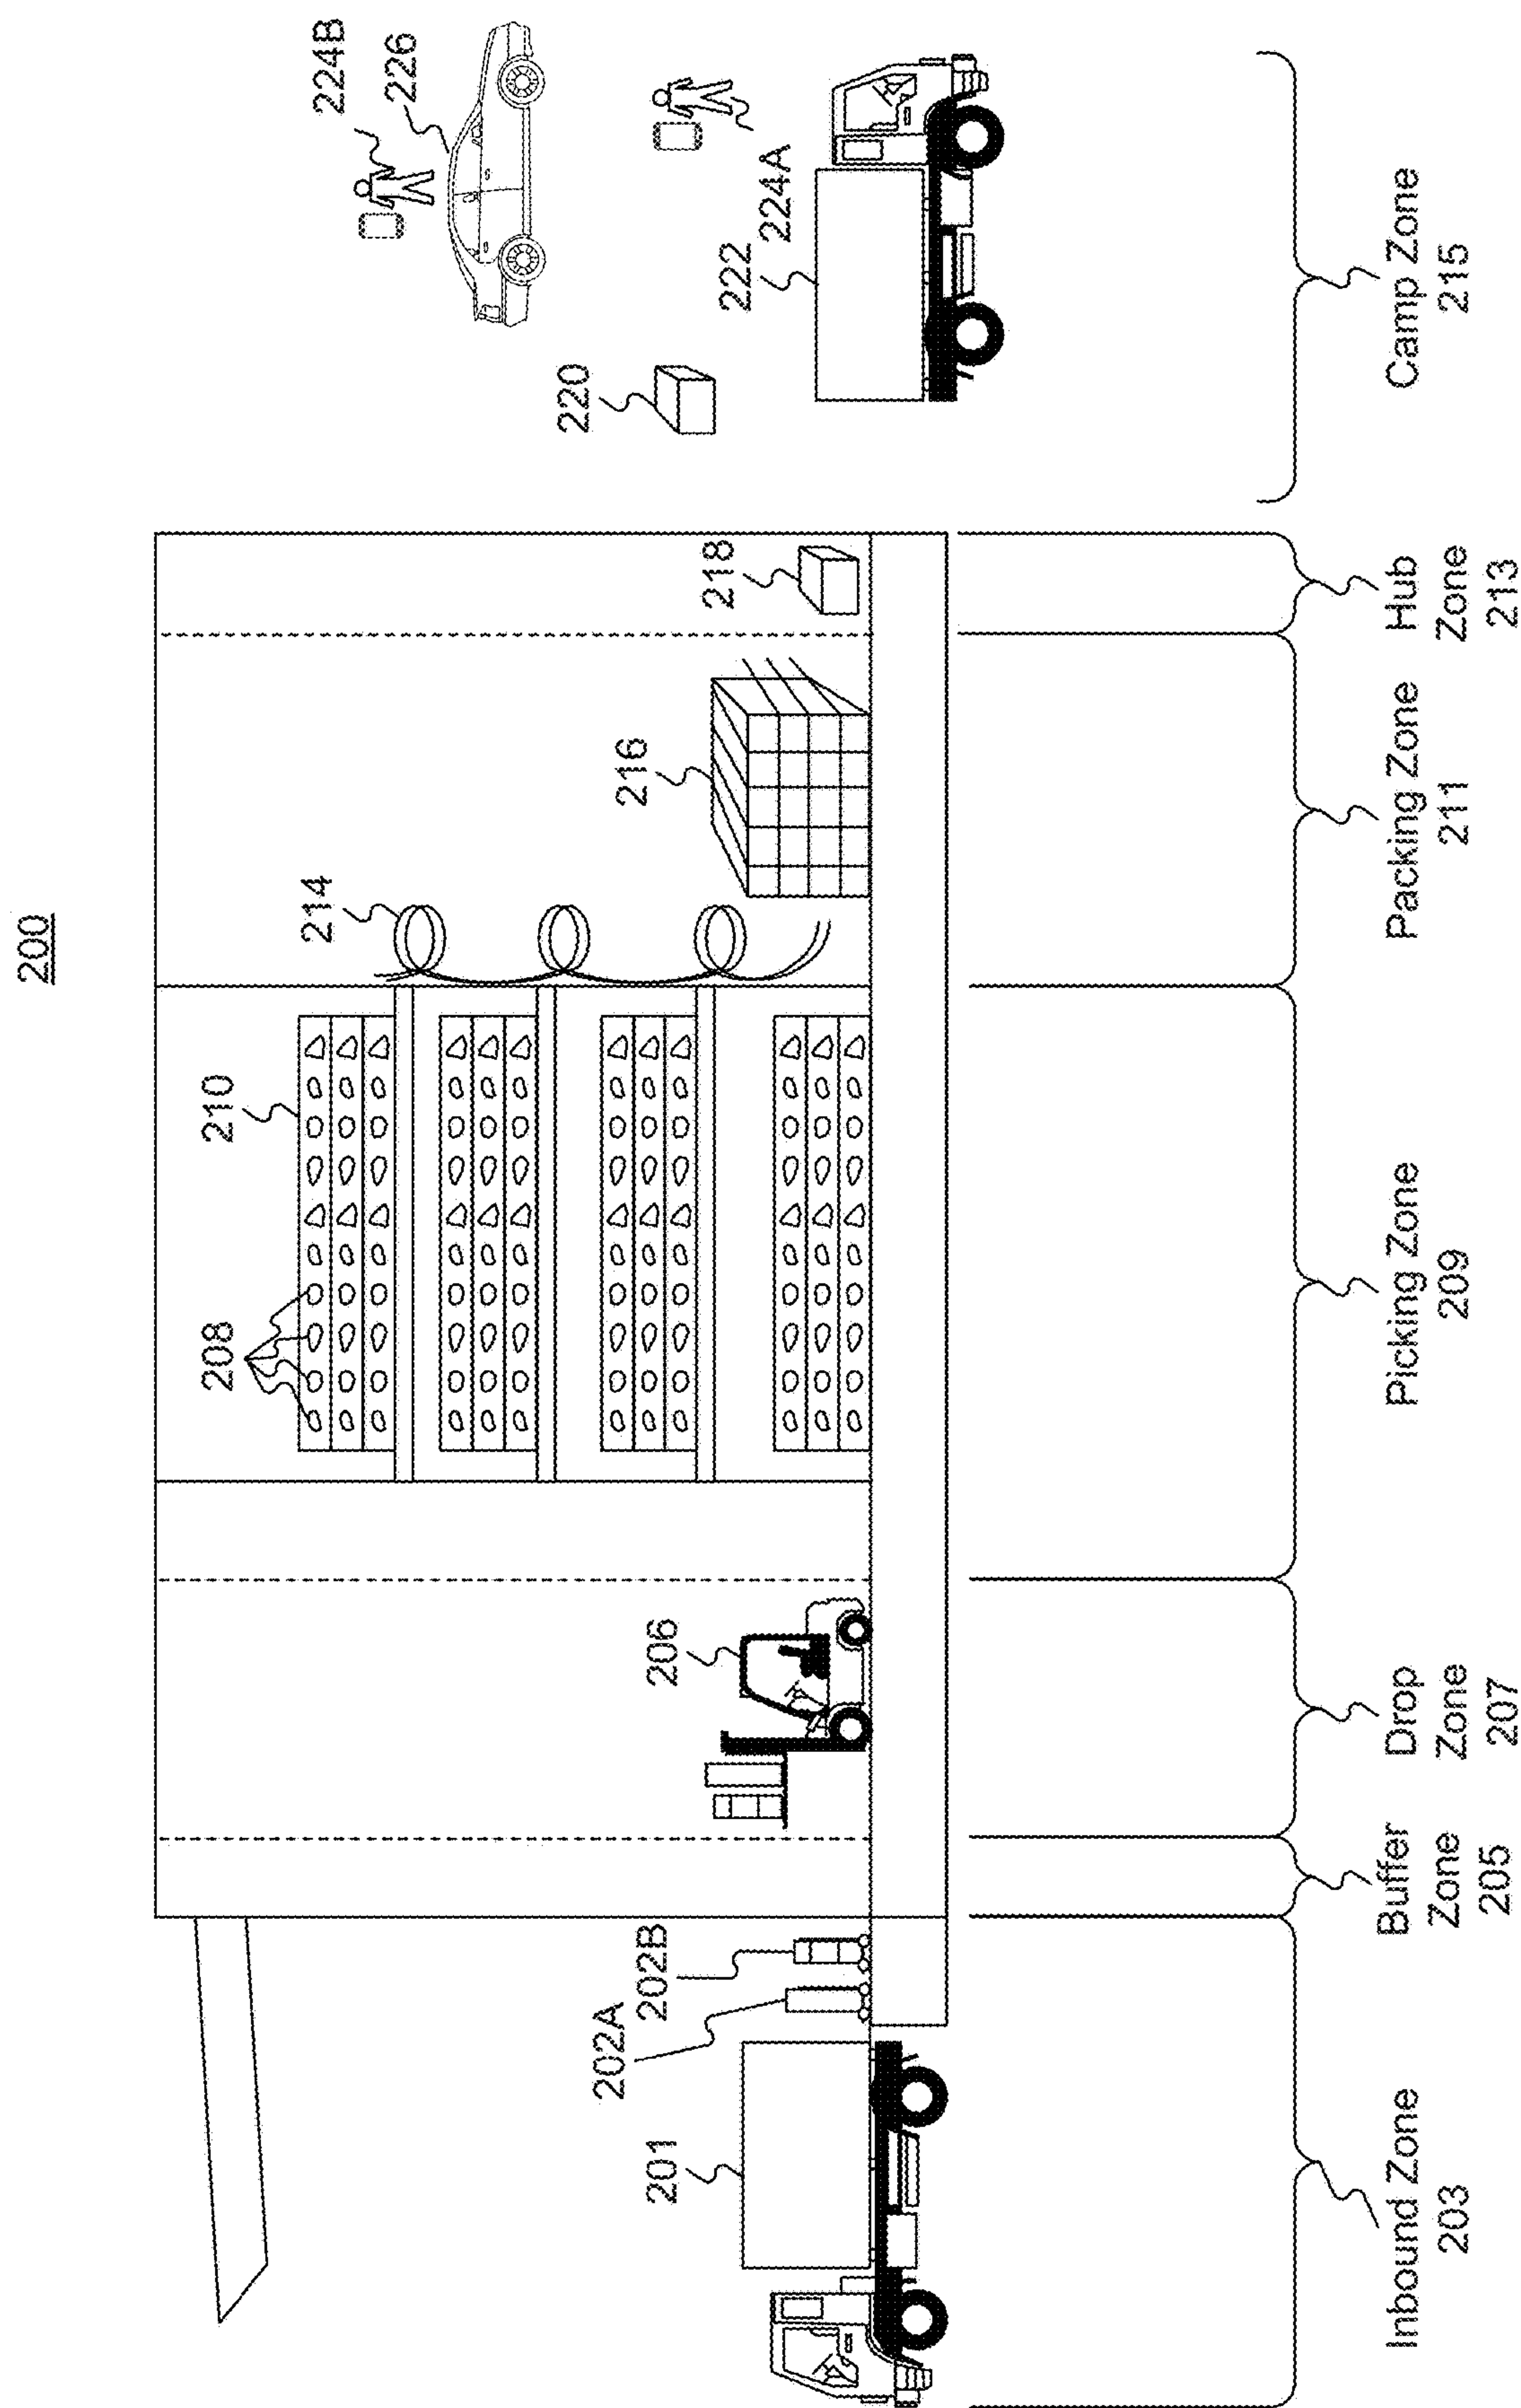 200
224B
226
224A
222
220
218
216
214
210
208
206
202B
202A
201
Inbound Zone
203
Buffer
Zone
205
Drop
Zone
207
Picking Zone
209
Packing Zone
211
Hub
Zone
213
Camp Zone
215